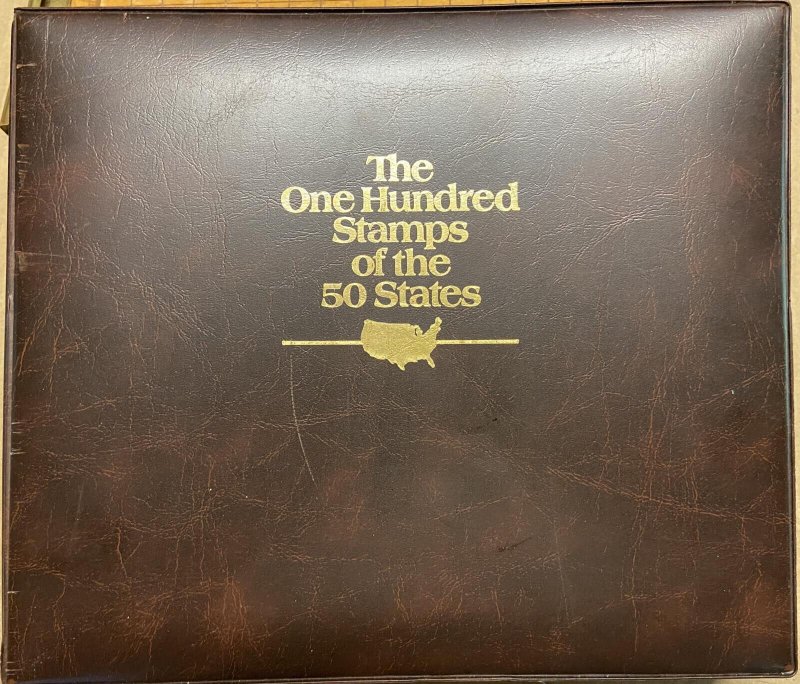 The
One Hundred
Stamps
of the
50 States